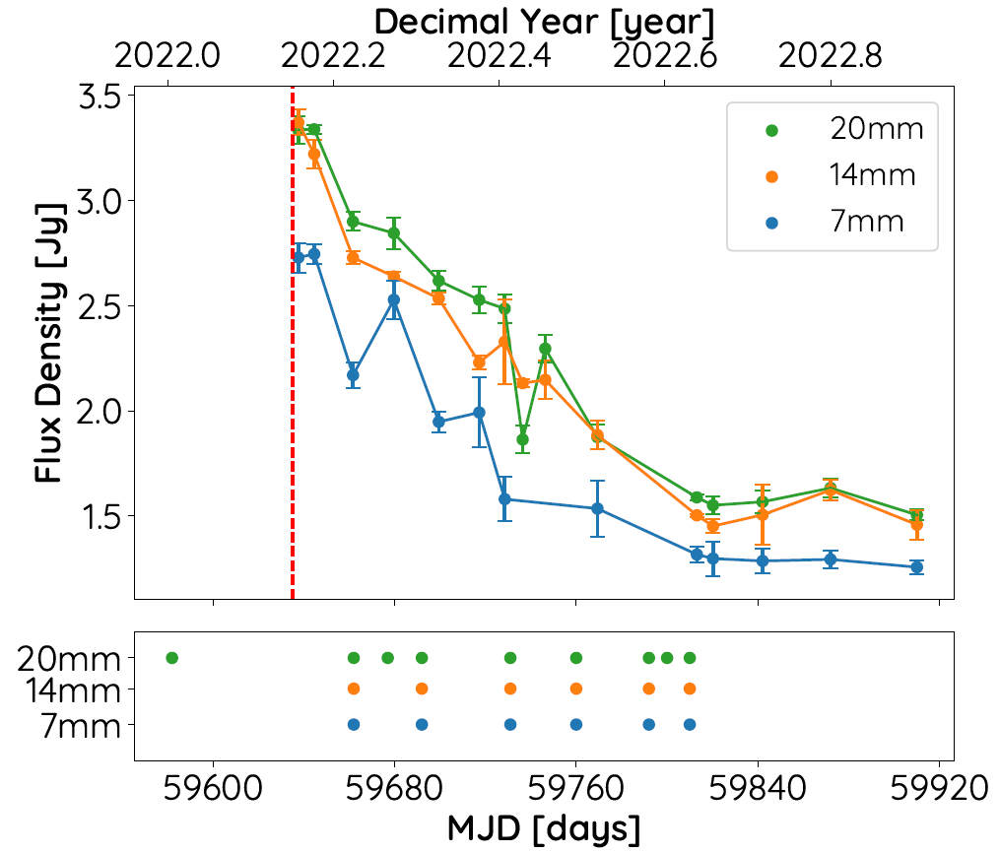 Decimal Year [year]
2022.0 2022.2 2022.4 2022.6 2022.8
Flux Density [Jy]
3.5
3.0
2.5
2.0
1.5
20mm
14mm
7mm
20mm
14mm
7mm
59600 59680 59760 59840 59920
MJD [days]